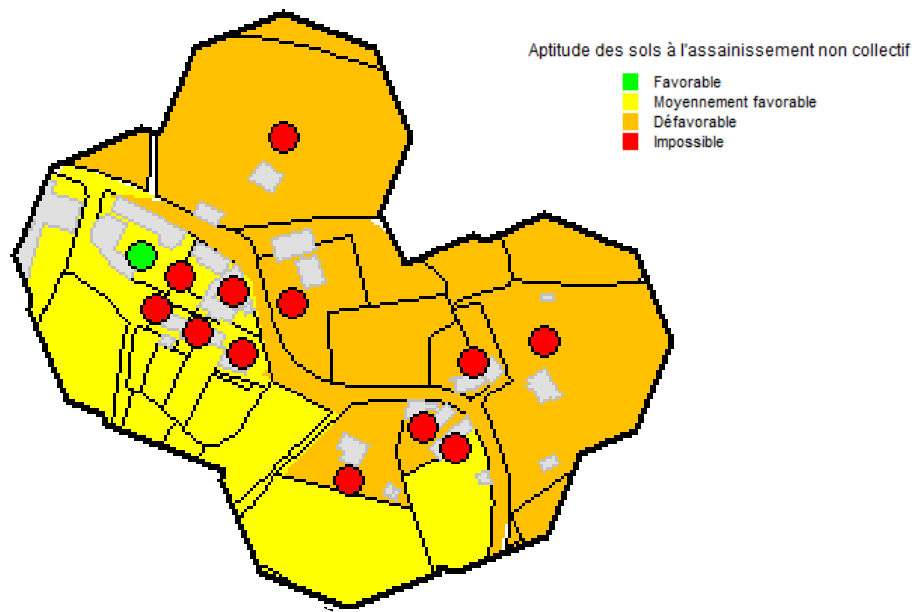 Aptitude des sols à l'assainissement non collectif
Favorable
Moyennement favorable
Défavorable
Impossible